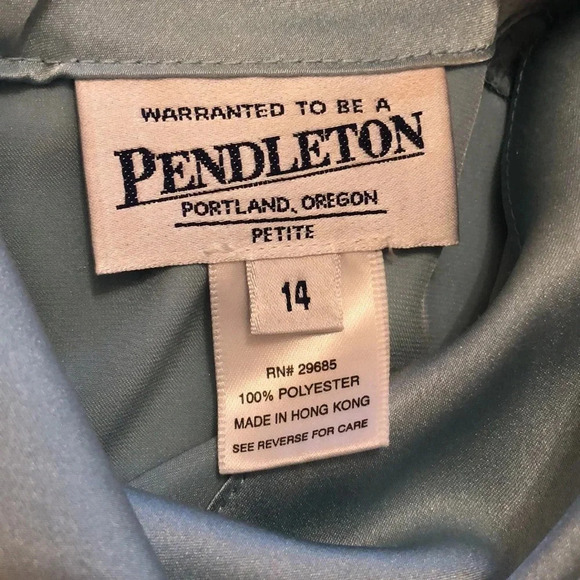 WARRANTED TO BE A
PENDLETON
PORTLAND, OREGON
PETITE
14
RN# 29685
100% POLYESTER
MADE IN HONG KONG
SEE REVERSE FOR CARE